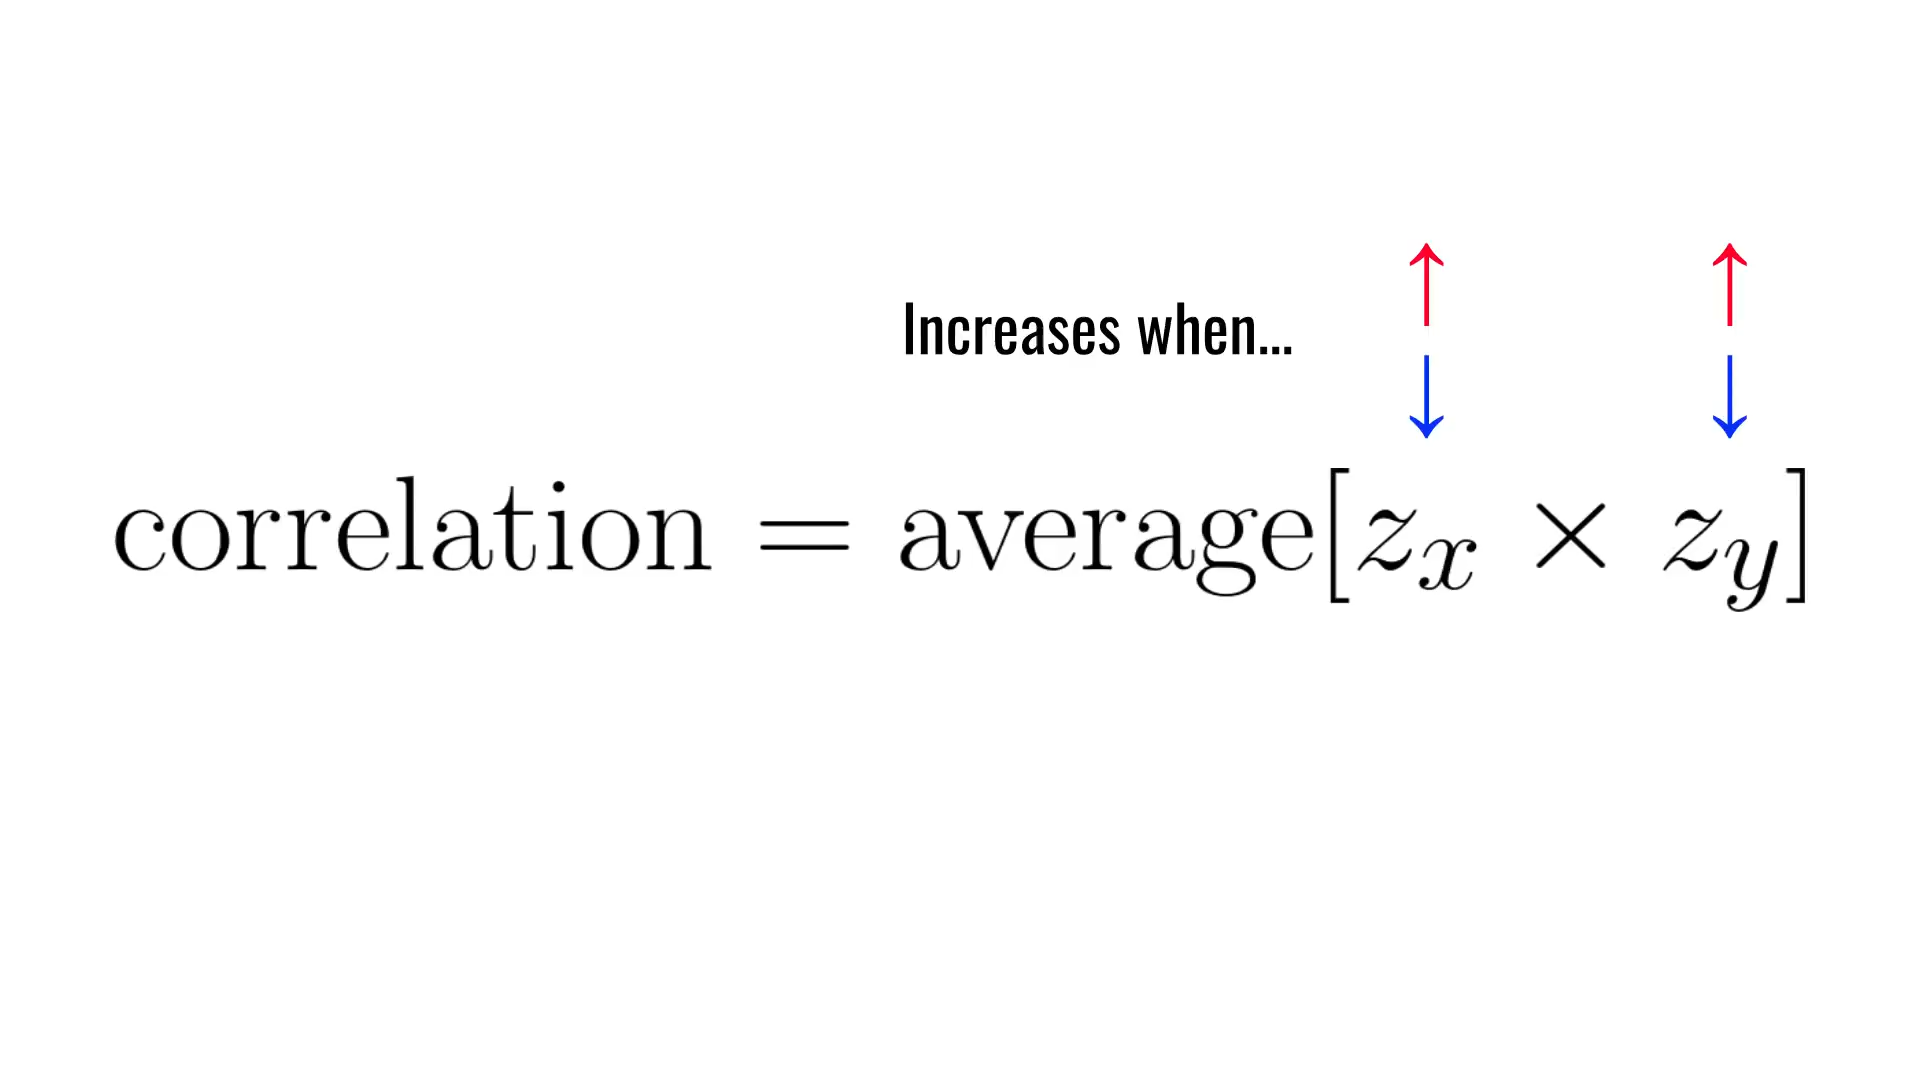 ↑ ↑
Increases when...
↓ ↓
correlation = average[z_x × z_y]